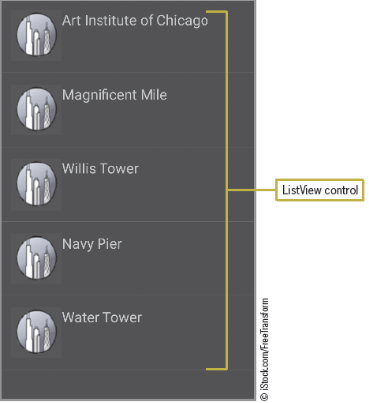 Art Institute of Chicago
Magnificent Mile
Willis Tower
ListView control
Navy Pier
Water Tower
© iStock.com/FreeTransform